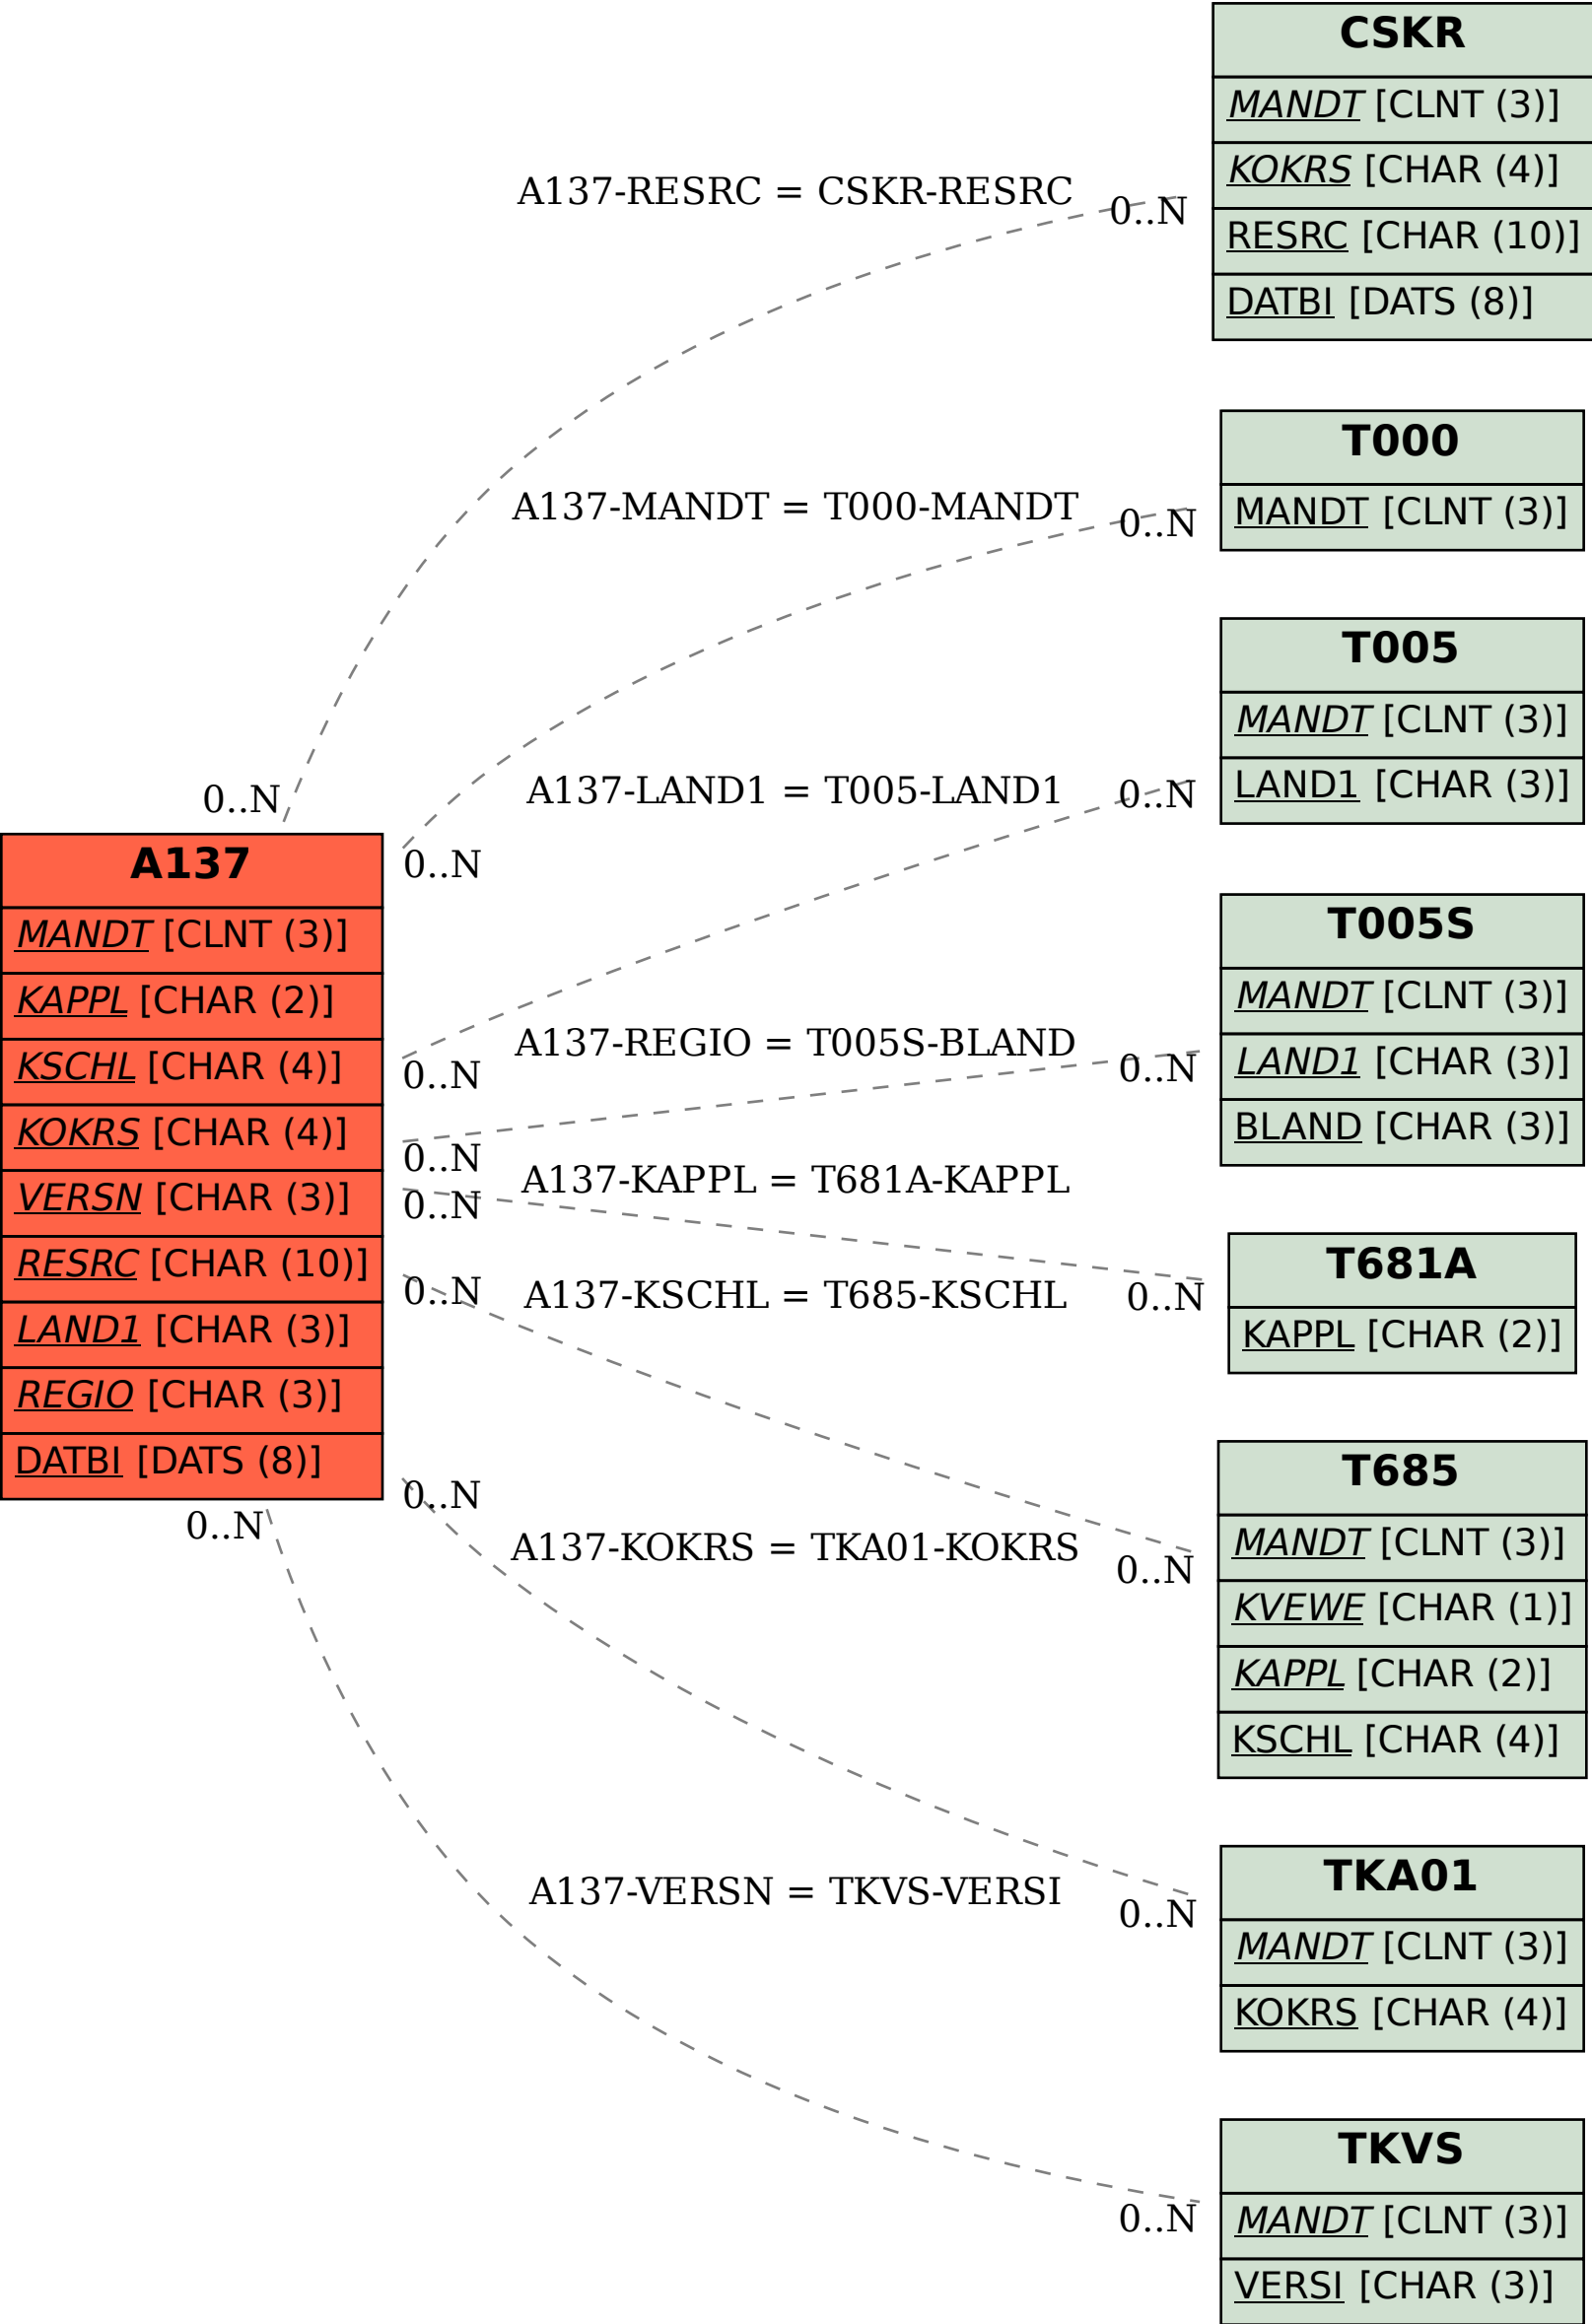 CSKR
MANDT [CLNT (3)]
KOKRS [CHAR (4)]
RESRC [CHAR (10)]
DATBI [DATS (8)]
A137-RESRC = CSKR-RESRC
0..N
0..N
T000
MANDT [CLNT (3)]
A137-MANDT = T000-MANDT
0..N
0..N
T005
MANDT [CLNT (3)]
LAND1 [CHAR (3)]
A137-LAND1 = T005-LAND1
0..N
0..N
A137
MANDT [CLNT (3)]
KAPPL [CHAR (2)]
KSCHL [CHAR (4)]
KOKRS [CHAR (4)]
VERSN [CHAR (3)]
RESRC [CHAR (10)]
LAND1 [CHAR (3)]
REGIO [CHAR (3)]
DATBI [DATS (8)]
T005S
MANDT [CLNT (3)]
LAND1 [CHAR (3)]
BLAND [CHAR (3)]
A137-REGIO = T005S-BLAND
0..N
0..N
A137-KAPPL = T681A-KAPPL
0..N
0..N
T681A
KAPPL [CHAR (2)]
A137-KSCHL = T685-KSCHL
0..N
0..N
T685
MANDT [CLNT (3)]
KVEWE [CHAR (1)]
KAPPL [CHAR (2)]
KSCHL [CHAR (4)]
A137-KOKRS = TKA01-KOKRS
0..N
0..N
TKA01
MANDT [CLNT (3)]
KOKRS [CHAR (4)]
A137-VERSN = TKVS-VERSI
0..N
0..N
TKVS
MANDT [CLNT (3)]
VERSI [CHAR (3)]